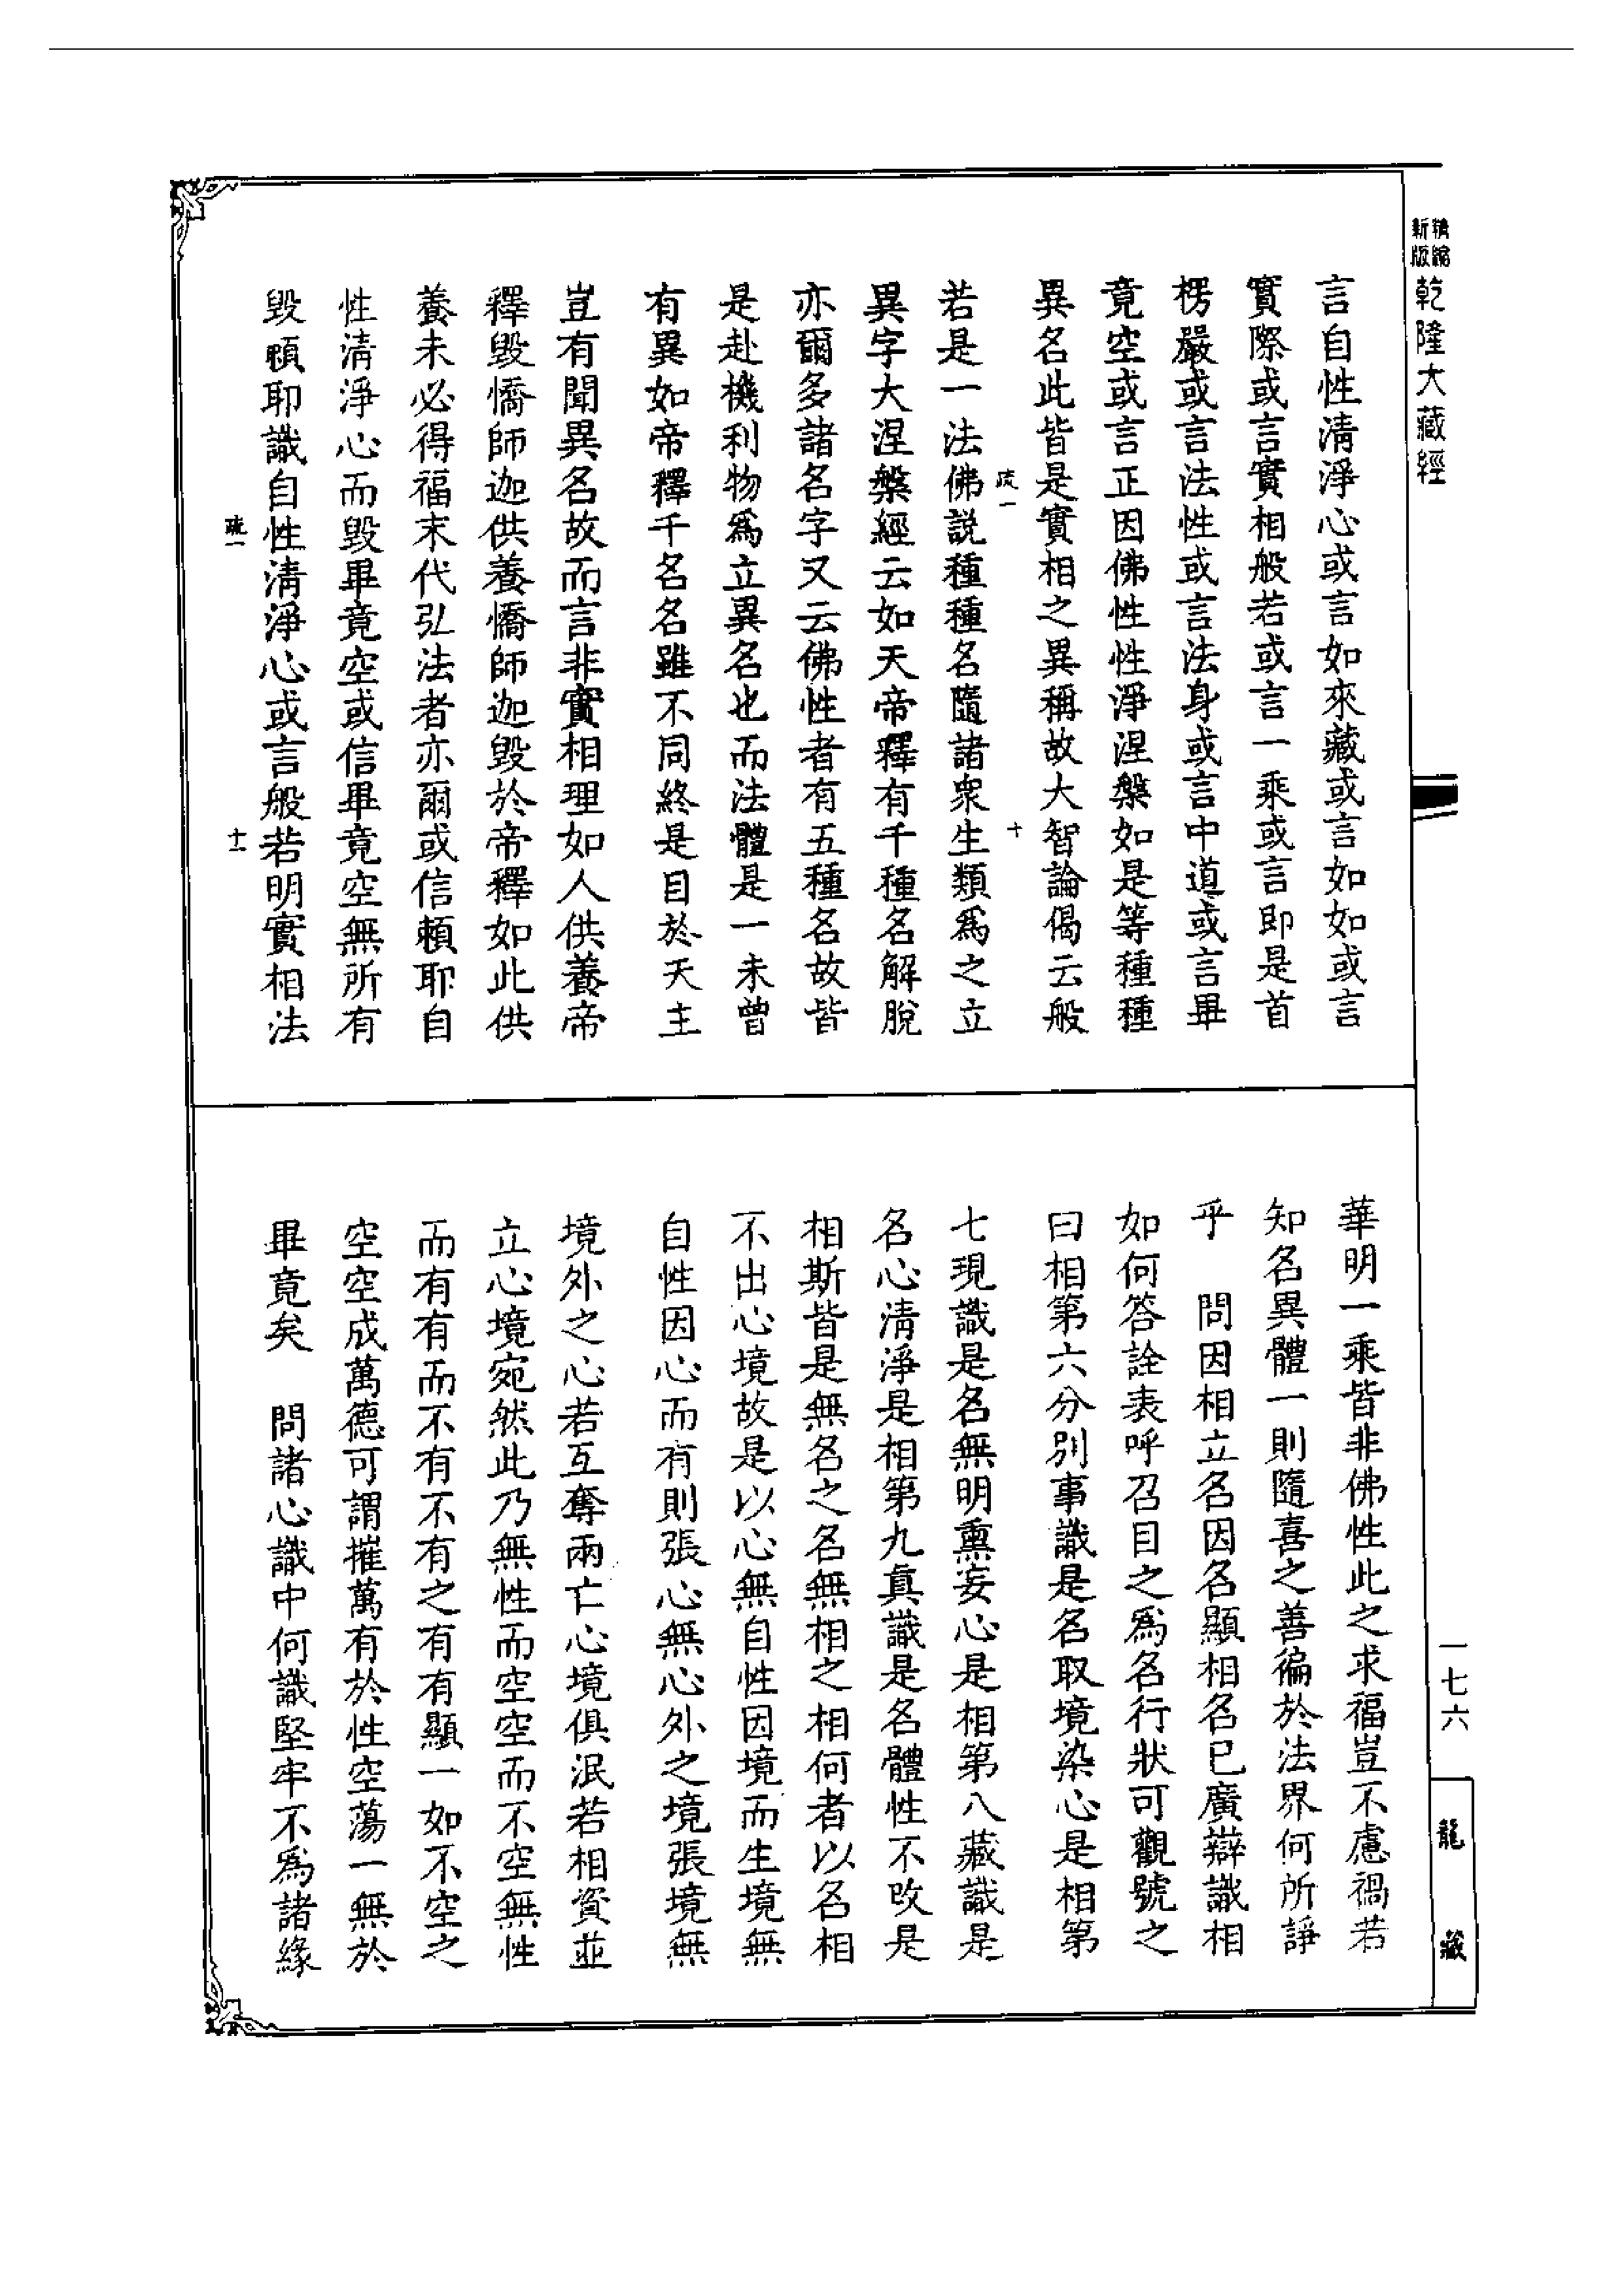 精縮新版乾隆大藏經
言自性清淨心或言如來藏或言如如或言
實際或言實相般若或言一乘或言即是首
楞嚴或言法性或言法身或言中道或言畢
竟空或言正因佛性性淨涅槃如是等種種
異名此皆是實相之異稱故大智論偈云般
若是一法佛說種種名隨諸眾生類為之立
異字大涅槃經云如天帝釋有千種名解脫
亦爾多諸名字又云佛性者有五種名故皆
是赴機利物為立異名也而法體是一未曾
有異如帝釋千名名雖不同終是目於天主
豈有聞異名故而言非實相理如人供養帝
釋毀憍師迦供養憍師迦毀於帝釋如此供
養未必得福末代弘法者亦爾或信賴耶自
性清淨心而毀畢竟空或信畢竟空無所有
毀頼耶識自性清淨心或言般若明實相法
華明一乘皆非佛性此之求福豈不慮禍若
知名異體一則隨喜之善徧於法界何所諍
乎　問因相立名因名顯相名已廣辯識相
如何答詮表呼召目之為名行狀可觀號之
曰相第六分別事識是名取境染心是相第
七現識是名無明熏妄心是相第八藏識是
名心清淨是相第九真識是名體性不改是
相斯皆是無名之名無相之相何者以名相
不出心境故是以心無自性因境而生境無
自性因心而有則張心無心外之境張境無
境外之心若互奪兩亡心境俱泯若相資並
立心境宛然此乃無性而空空而不空無性
而有有而不有不有之有有顯一如不空之
空空成萬德可謂摧萬有於性空蕩一無於
畢竟矣　問諸心識中何識堅牢不為諸緣
一七六
龍藏
疏一
十
疏一
十一